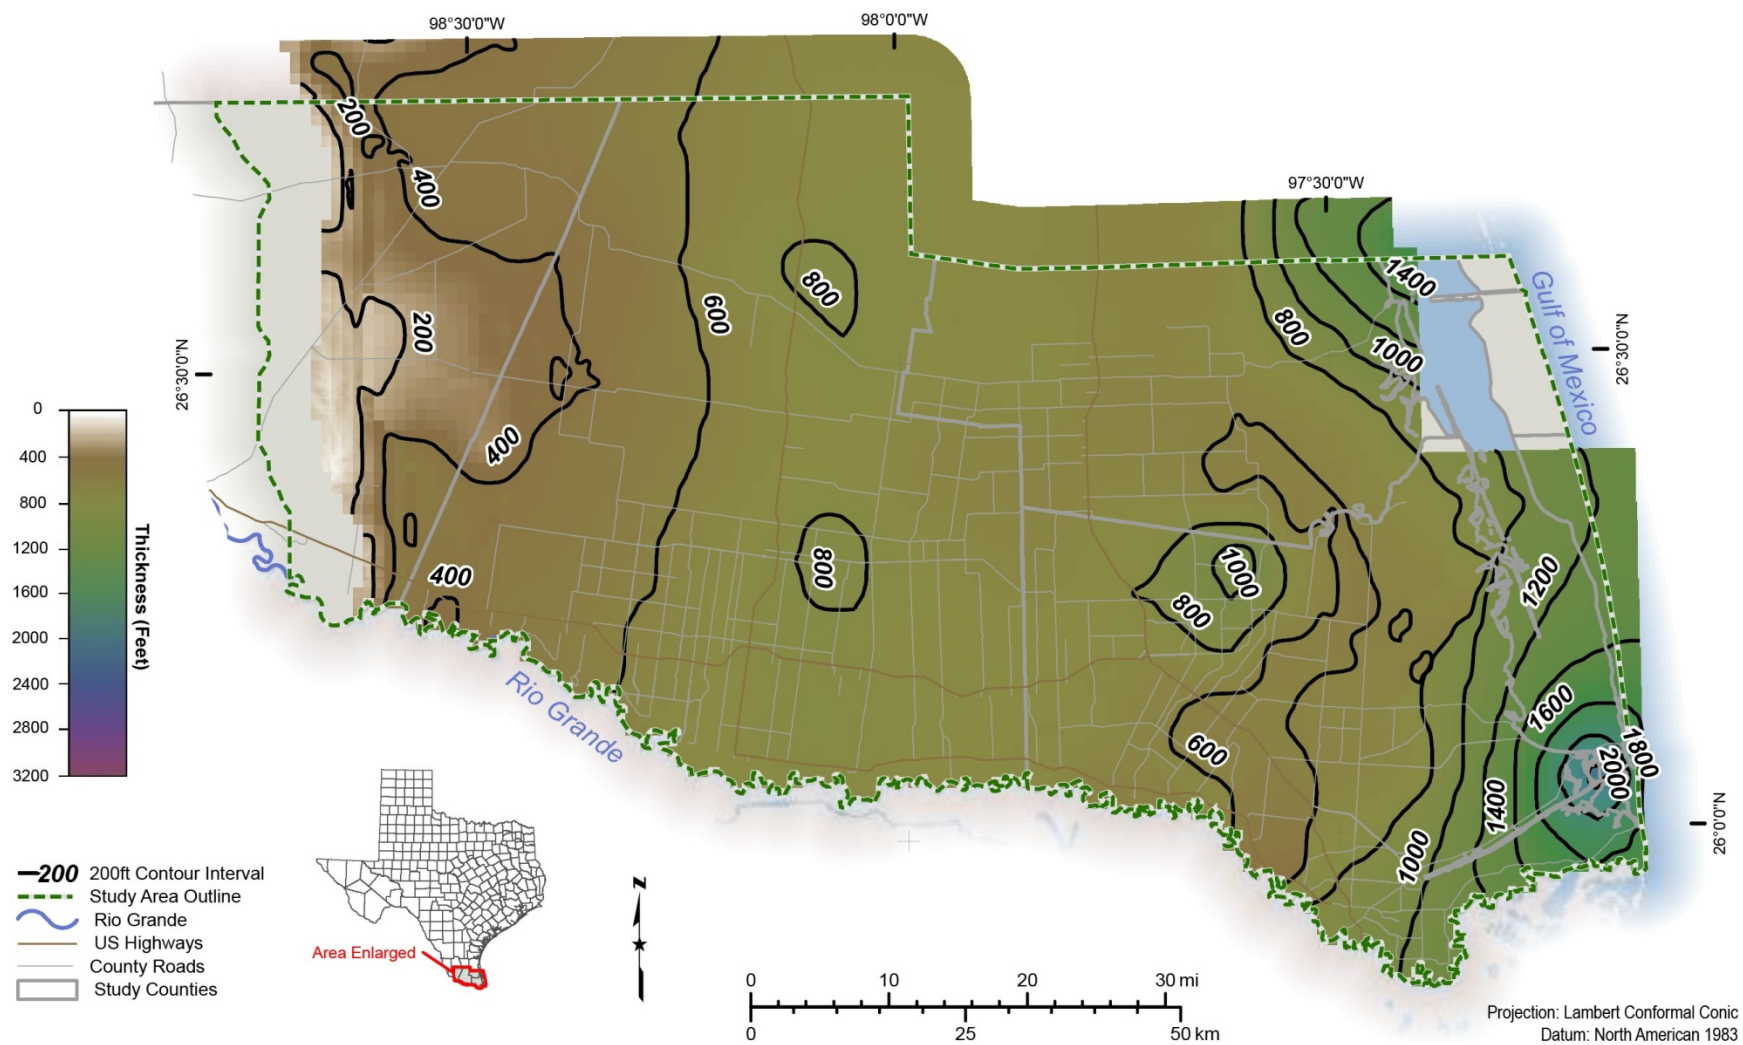 98°30'0"W
98°0'0"W
97°30'0"W
200
400
800
600
200
400
400
800
1400
800
1000
Gulf of Mexico
26°30'0"N
26°30'0"N
1000
800
1200
600
1600
1800
2000
1400
1000
26°0'0"N
Rio Grande
0
400
800
1200
1600
2000
2400
2800
3200
Thickness (Feet)
200 200ft Contour Interval
Study Area Outline
Rio Grande
US Highways
County Roads
Study Counties
Area Enlarged
N
0 10 20 30 mi
0 25 50 km
Projection: Lambert Conformal Conic
Datum: North American 1983